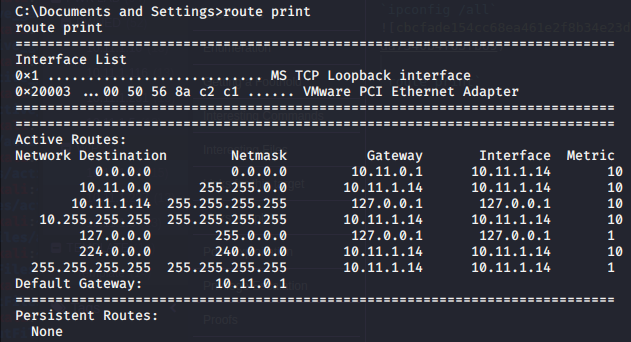 C:\Documents and Settings>route print
route print
===========================================================================
Interface List
0×1 ........................... MS TCP Loopback interface
0×20003 ...00 50 56 8a c2 c1 ...... VMware PCI Ethernet Adapter
===========================================================================
===========================================================================
Active Routes:
Network Destination        Netmask          Gateway       Interface  Metric
          0.0.0.0          0.0.0.0        10.11.0.1      10.11.1.14      10
        10.11.0.0      255.255.0.0       10.11.1.14      10.11.1.14      10
       10.11.1.14  255.255.255.255        127.0.0.1       127.0.0.1      10
   10.255.255.255  255.255.255.255       10.11.1.14      10.11.1.14      10
        127.0.0.0        255.0.0.0        127.0.0.1       127.0.0.1      1
        224.0.0.0        240.0.0.0       10.11.1.14      10.11.1.14      10
  255.255.255.255  255.255.255.255       10.11.1.14      10.11.1.14      1
Default Gateway:         10.11.0.1
===========================================================================
Persistent Routes:
  None